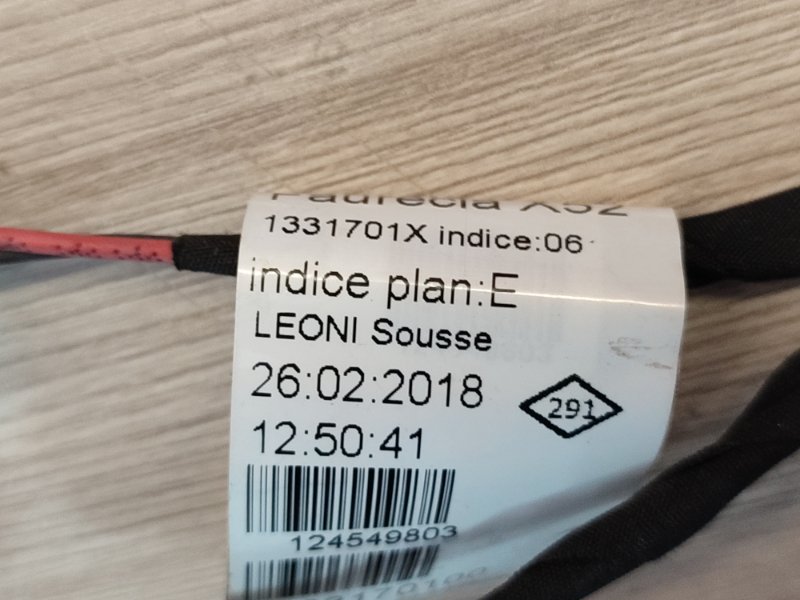 Faurecia X52
1331701X indice:06
indice plan:E
LEONI Sousse
26:02:2018
291
12:50:41
124549803